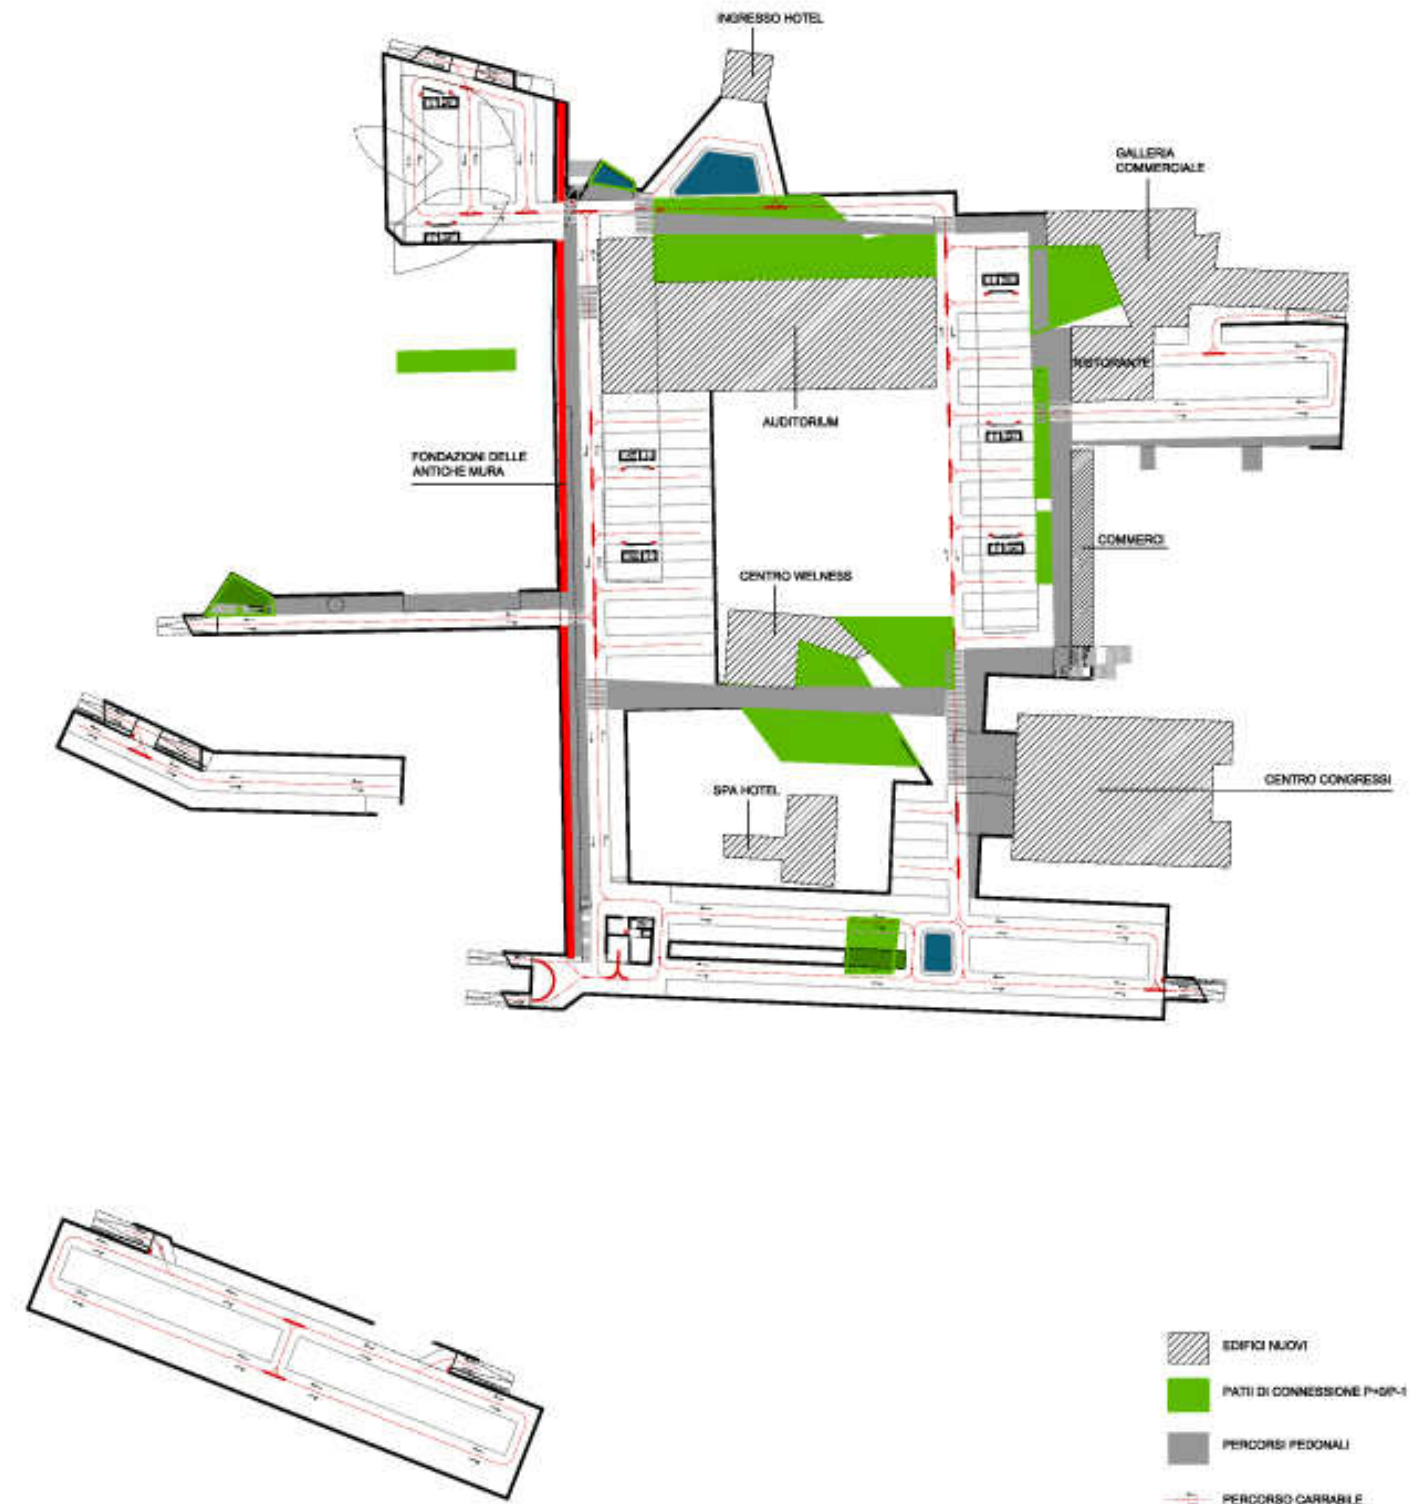 INGRESSO HOTEL
GALLERIA
COMMERCIALE
RISTORANTE
AUDITORIUM
FONDAZIONI DELLE
ANTICHE MURA
COMMERCI
CENTRO WELNESS
CENTRO CONGRESSI
SPA HOTEL
EDIFICI NUOVI
PATII DI CONNESSIONE P+0/P-1
PERCORSI PEDONALI
PERCORSO CARRABILE